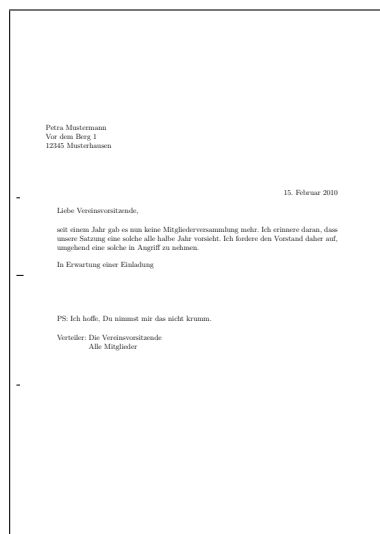 Petra Mustermann
Vor dem Berg 1
12345 Musterhausen
15. Februar 2010
Liebe Vereinsvorsitzende,
seit einem Jahr gab es nun keine Mitgliederversammlung mehr. Ich erinnere daran, dass
unsere Satzung eine solche alle halbe Jahr vorsieht. Ich fordere den Vorstand daher auf,
umgehend eine solche in Angriff zu nehmen.
In Erwartung einer Einladung
PS: Ich hoffe, Du nimmst mir das nicht krumm.
Verteiler: Die Vereinsvorsitzende
Alle Mitglieder